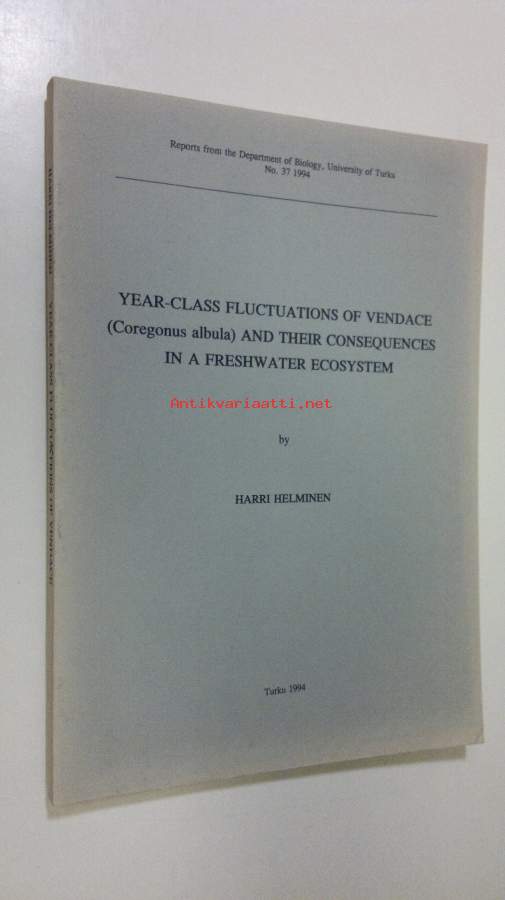 Reports from the Department of Biology, University of Turku
No. 37 1994
YEAR-CLASS FLUCTUATIONS OF VENDACE
(Coregonus albula) AND THEIR CONSEQUENCES
IN A FRESHWATER ECOSYSTEM
Antikvariaatti.net
by
HARRI HELMINEN
Turku 1994